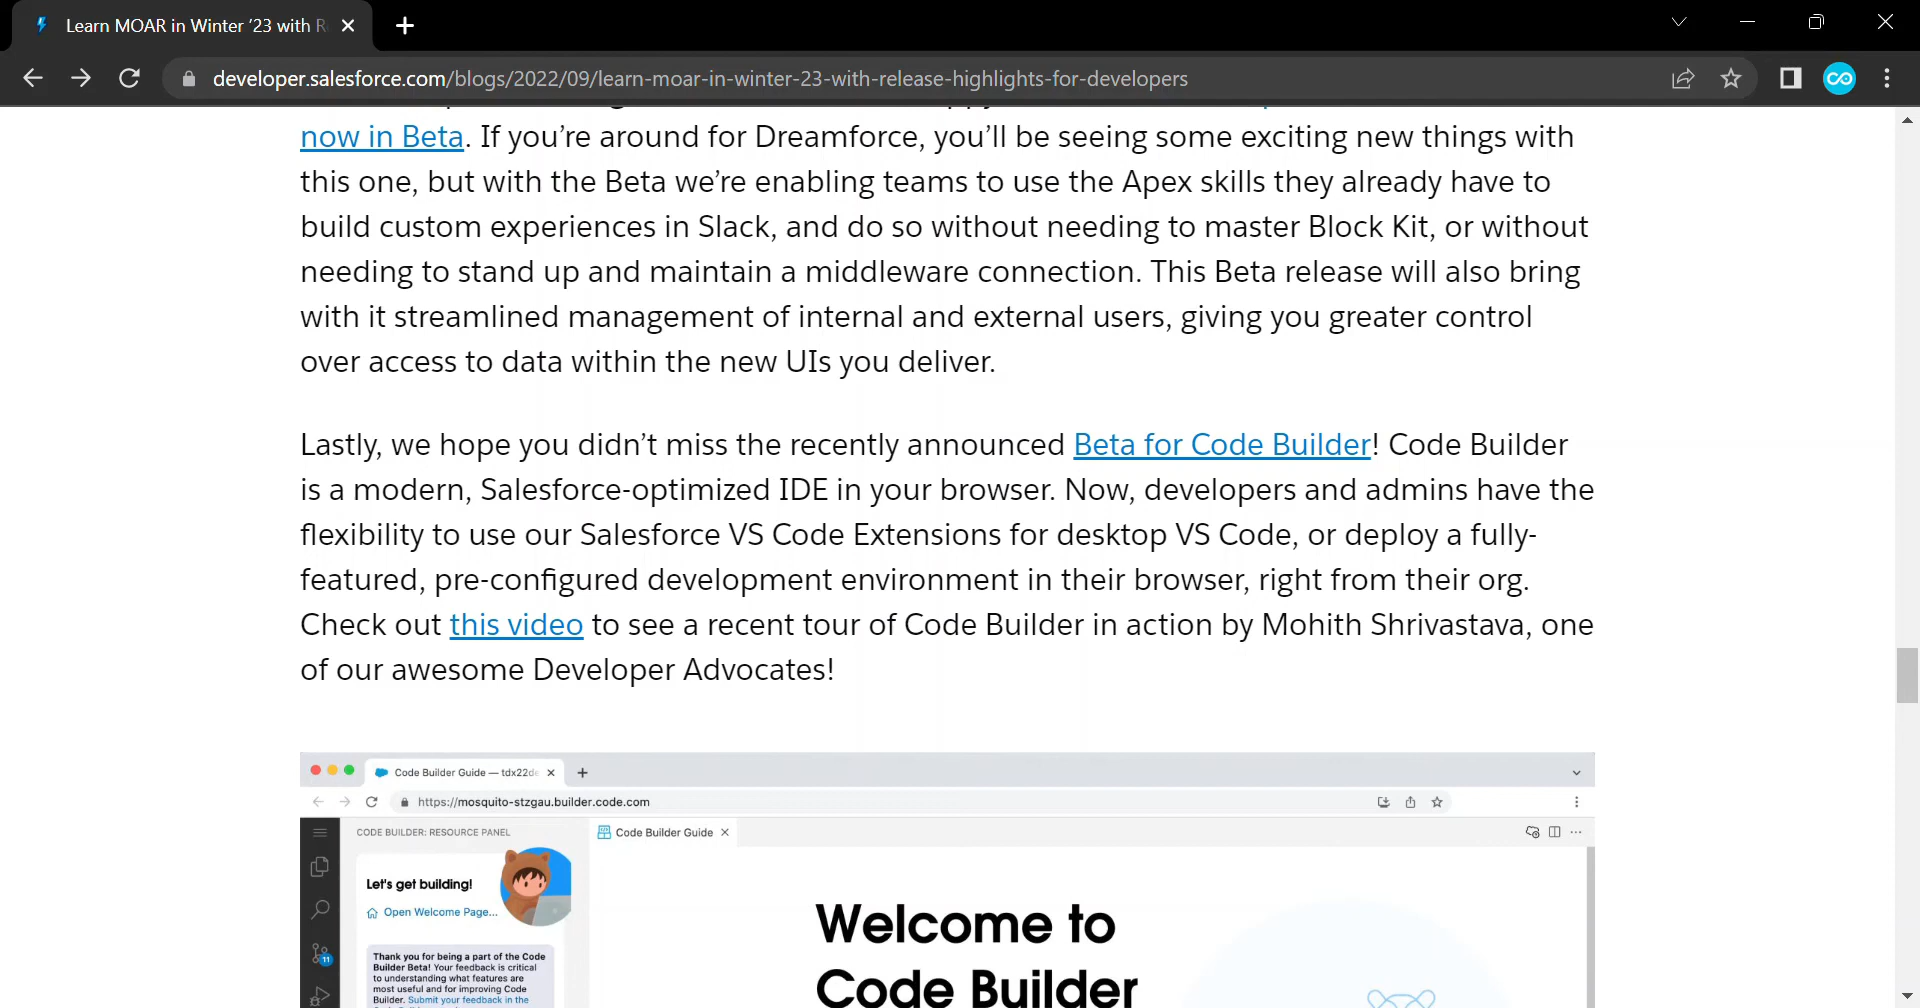 Learn MOAR in Winter ’23 with R
developer.salesforce.com/blogs/2022/09/learn-moar-in-winter-23-with-release-highlights-for-developers
now in Beta. If you’re around for Dreamforce, you’ll be seeing some exciting new things with
this one, but with the Beta we’re enabling teams to use the Apex skills they already have to
build custom experiences in Slack, and do so without needing to master Block Kit, or without
needing to stand up and maintain a middleware connection. This Beta release will also bring
with it streamlined management of internal and external users, giving you greater control
over access to data within the new UIs you deliver.
Lastly, we hope you didn’t miss the recently announced Beta for Code Builder! Code Builder
is a modern, Salesforce-optimized IDE in your browser. Now, developers and admins have the
flexibility to use our Salesforce VS Code Extensions for desktop VS Code, or deploy a fully-
featured, pre-configured development environment in their browser, right from their org.
Check out this video to see a recent tour of Code Builder in action by Mohith Shrivastava, one
of our awesome Developer Advocates!
Code Builder Guide — tdx22de
https://mosquito-stzgau.builder.code.com
CODE BUILDER: RESOURCE PANEL
Code Builder Guide
Let's get building!
Open Welcome Page...
11
Thank you for being a part of the Code
Builder Beta! Your feedback is critical
to understanding what features are
most useful and for improving Code
Builder. Submit your feedback in the
Welcome to
Code Builder